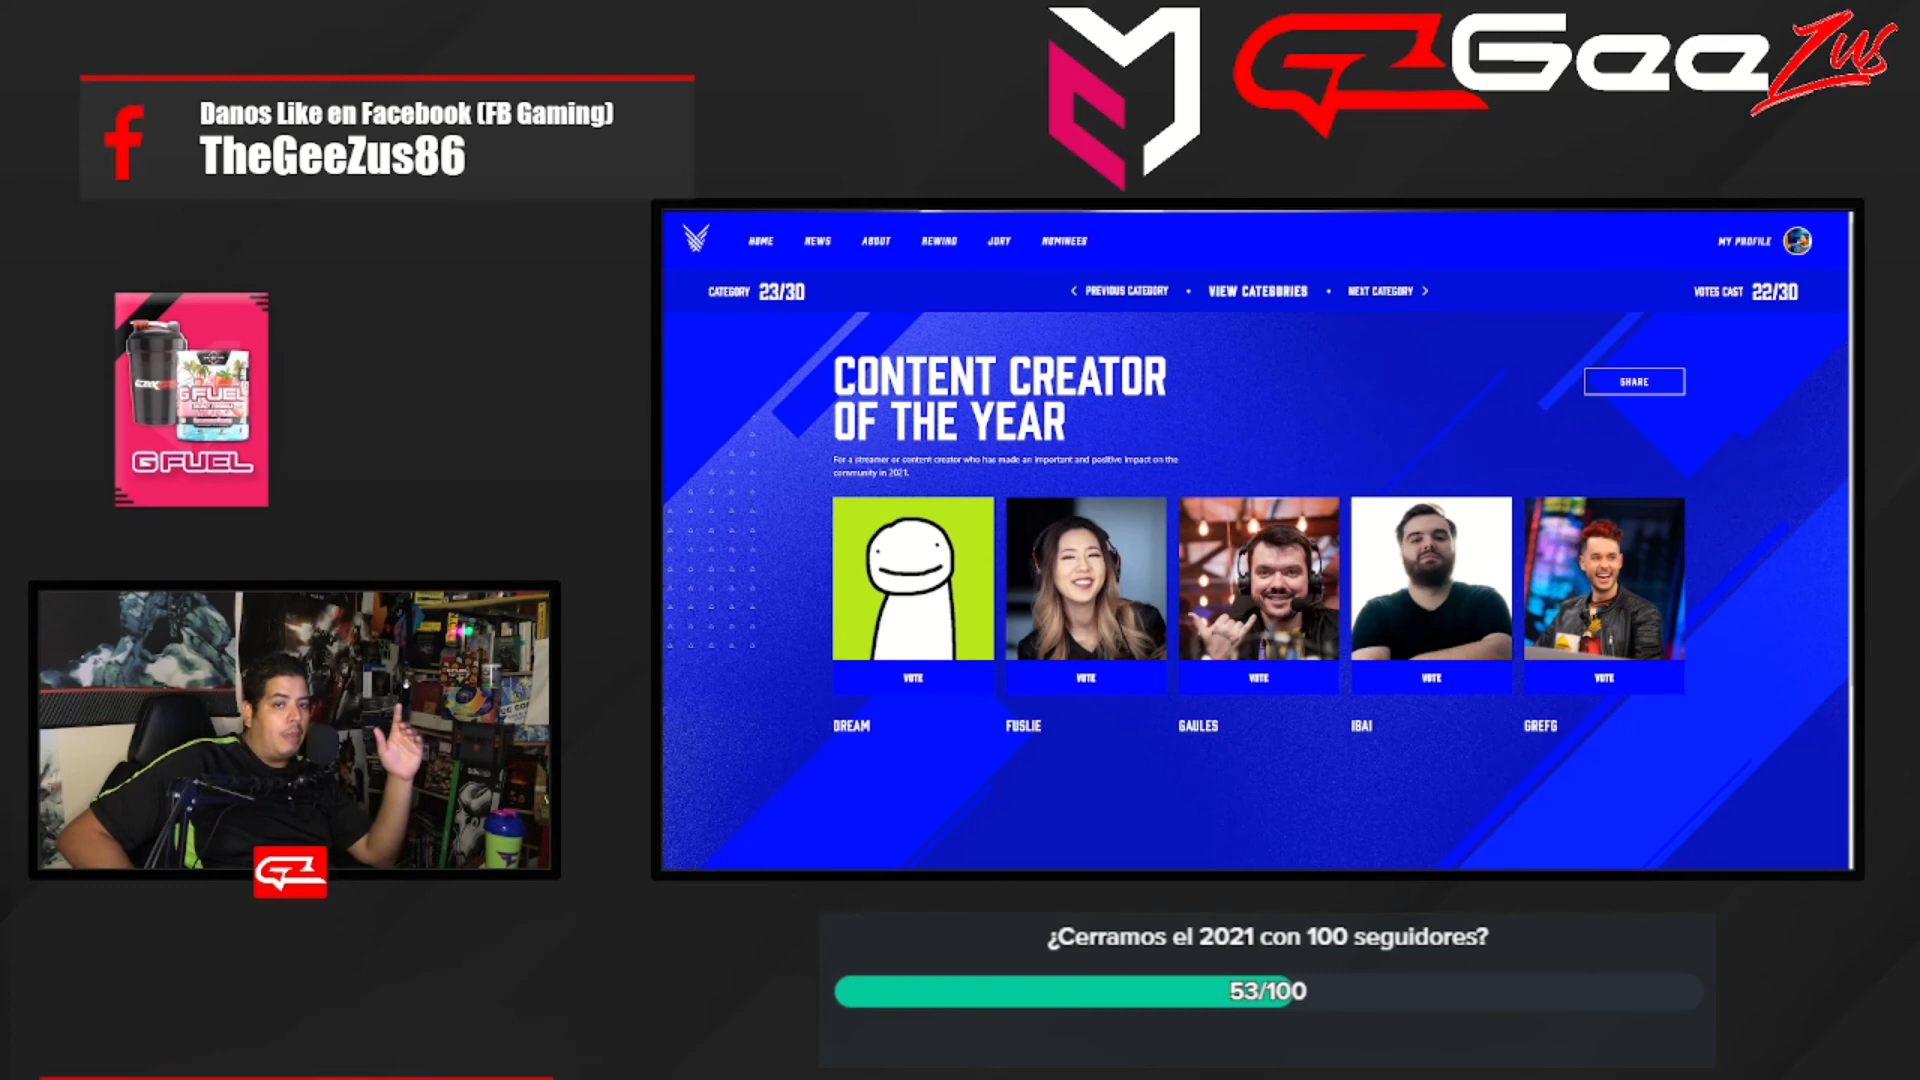 GeeZus
Danos Like en Facebook (FB Gaming)
TheGeeZus86
HOME
NEWS
ABOUT
REWIND
JURY
NOMINEES
MY PROFILE
CATEGORY 23/30
< PREVIOUS CATEGORY • VIEW CATEGORIES • NEXT CATEGORY >
VOTES CAST 22/30
CONTENT CREATOR
OF THE YEAR
SHARE
For a streamer or content creator who has made an important and positive impact on the
community in 2021.
VOTE
VOTE
VOTE
VOTE
VOTE
DREAM
FUSLIE
GAULES
IBAI
GREFG
G FUEL
G FUEL
¿Cerramos el 2021 con 100 seguidores?
53/100